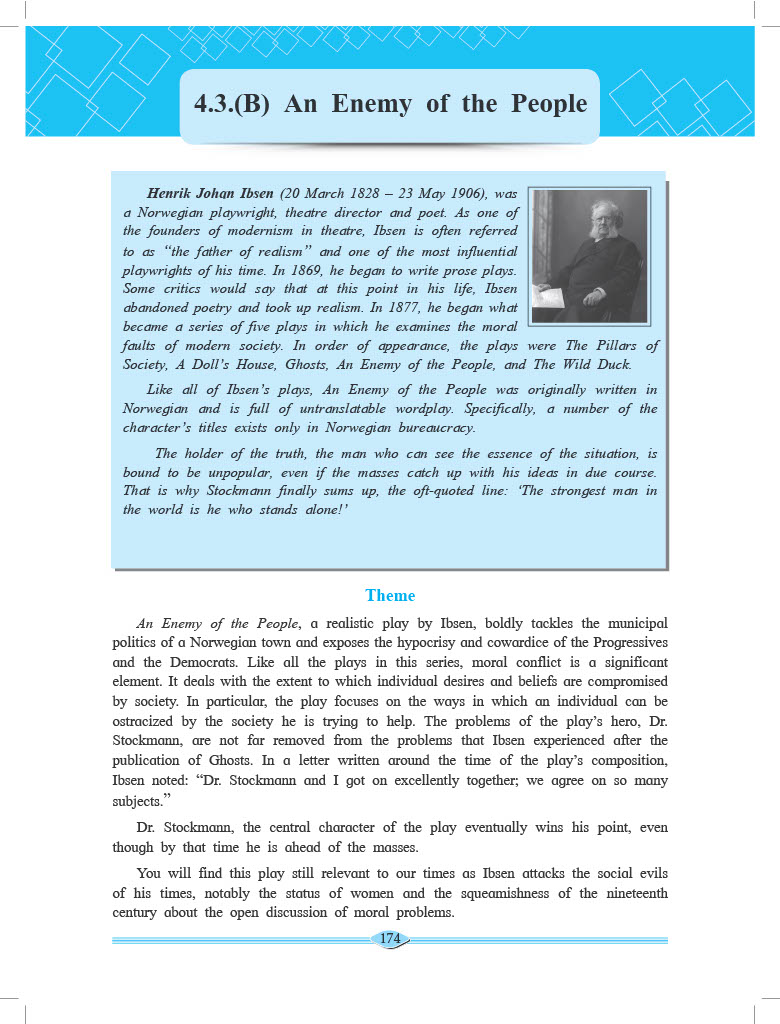 4.3.(B) An Enemy of the People
Henrik Johan Ibsen (20 March 1828 – 23 May 1906), was
a Norwegian playwright, theatre director and poet. As one of
the founders of modernism in theatre, Ibsen is often referred
to as “the father of realism” and one of the most influential
playwrights of his time. In 1869, he began to write prose plays.
Some critics would say that at this point in his life, Ibsen
abandoned poetry and took up realism. In 1877, he began what
became a series of five plays in which he examines the moral
faults of modern society. In order of appearance, the plays were The Pillars of
Society, A Doll’s House, Ghosts, An Enemy of the People, and The Wild Duck.
Like all of Ibsen’s plays, An Enemy of the People was originally written in
Norwegian and is full of untranslatable wordplay. Specifically, a number of the
character’s titles exists only in Norwegian bureaucracy.
The holder of the truth, the man who can see the essence of the situation, is
bound to be unpopular, even if the masses catch up with his ideas in due course.
That is why Stockmann finally sums up, the oft-quoted line: ‘The strongest man in
the world is he who stands alone!’
Theme
An Enemy of the People, a realistic play by Ibsen, boldly tackles the municipal
politics of a Norwegian town and exposes the hypocrisy and cowardice of the Progressives
and the Democrats. Like all the plays in this series, moral conflict is a significant
element. It deals with the extent to which individual desires and beliefs are compromised
by society. In particular, the play focuses on the ways in which an individual can be
ostracized by the society he is trying to help. The problems of the play’s hero, Dr.
Stockmann, are not far removed from the problems that Ibsen experienced after the
publication of Ghosts. In a letter written around the time of the play’s composition,
Ibsen noted: “Dr. Stockmann and I got on excellently together; we agree on so many
subjects.”
Dr. Stockmann, the central character of the play eventually wins his point, even
though by that time he is ahead of the masses.
You will find this play still relevant to our times as Ibsen attacks the social evils
of his times, notably the status of women and the squeamishness of the nineteenth
century about the open discussion of moral problems.
174